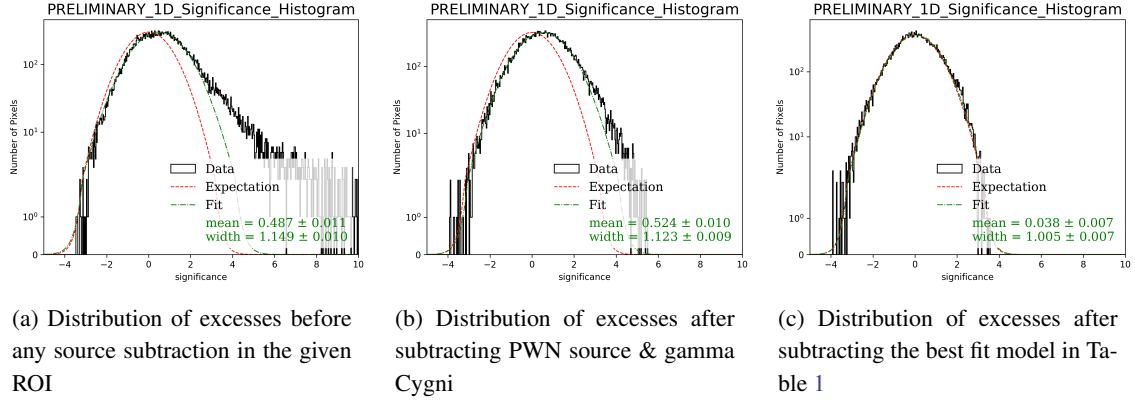 PRELIMINARY_1D_Significance_Histogram
Number of Pixels
10²
10¹
10⁰
0
Data
Expectation
Fit
mean = 0.487 ± 0.011
width = 1.149 ± 0.010
−4 −2 0 2 4 6 8 10
significance
(a) Distribution of excesses before
any source subtraction in the given
ROI
PRELIMINARY_1D_Significance_Histogram
Number of Pixels
10²
10¹
10⁰
0
Data
Expectation
Fit
mean = 0.524 ± 0.010
width = 1.123 ± 0.009
−4 −2 0 2 4 6 8 10
significance
(b) Distribution of excesses after
subtracting PWN source & gamma
Cygni
PRELIMINARY_1D_Significance_Histogram
Number of Pixels
10²
10¹
10⁰
0
Data
Expectation
Fit
mean = 0.038 ± 0.007
width = 1.005 ± 0.007
−4 −2 0 2 4 6 8 10
significance
(c) Distribution of excesses after
subtracting the best fit model in Ta-
ble 1